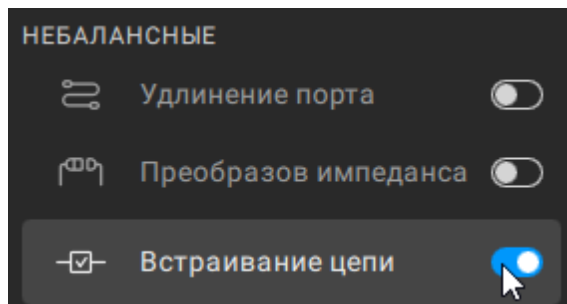 НЕБАЛАНСНЫЕ
Удлинение порта
Преобразов импеданса
Встраивание цепи